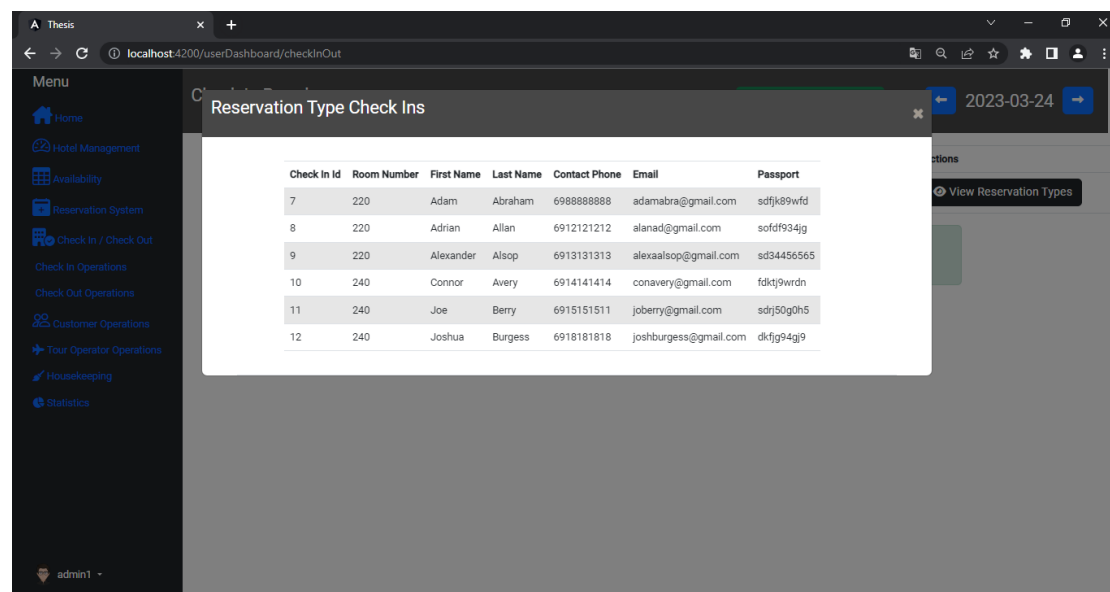 Thesis
localhost:4200/userDashboard/checkInOut
Menu
Home
Hotel Management
Availability
Reservation System
Check In / Check Out
Check In Operations
Check Out Operations
Customer Operations
Tour Operator Operations
Housekeeping
Statistics
admin1
2023-03-24
Reservation Type Check Ins
Check In Id Room Number First Name Last Name Contact Phone Email Passport
7 220 Adam Abraham 6988888888 adamabra@gmail.com sdfjk89wfd
8 220 Adrian Allan 6912121212 alanad@gmail.com sofdf934jg
9 220 Alexander Alsop 6913131313 alexaalsop@gmail.com sd34456565
10 240 Connor Avery 6914141414 conavery@gmail.com fdktj9wrdn
11 240 Joe Berry 6915151511 joberry@gmail.com sdrj50g0h5
12 240 Joshua Burgess 6918181818 joshburgess@gmail.com dkfjg94gj9
ctions
View Reservation Types